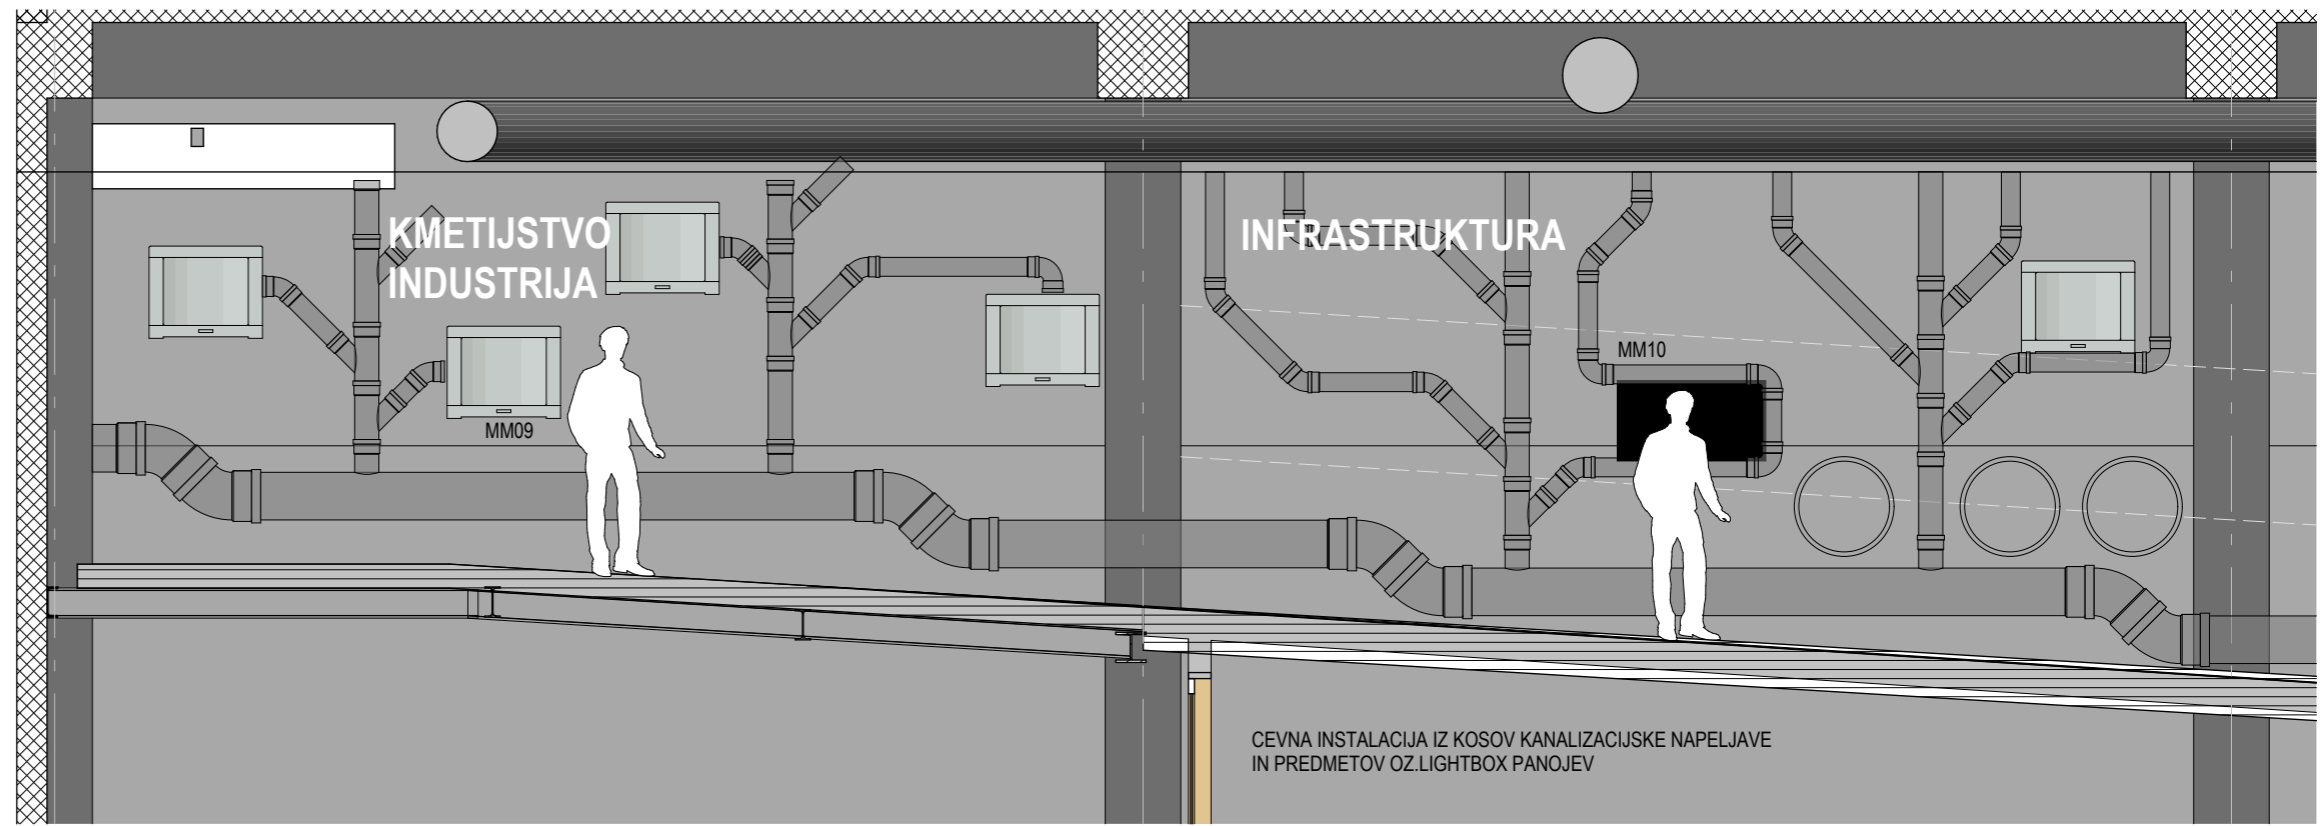 KMETIJSTVO
INDUSTRIJA
MM09
INFRASTRUKTURA
MM10
CEVNA INSTALACIJA IZ KOSOV KANALIZACIJSKE NAPELJAVE
IN PREDMETOV OZ.LIGHTBOX PANOJEV